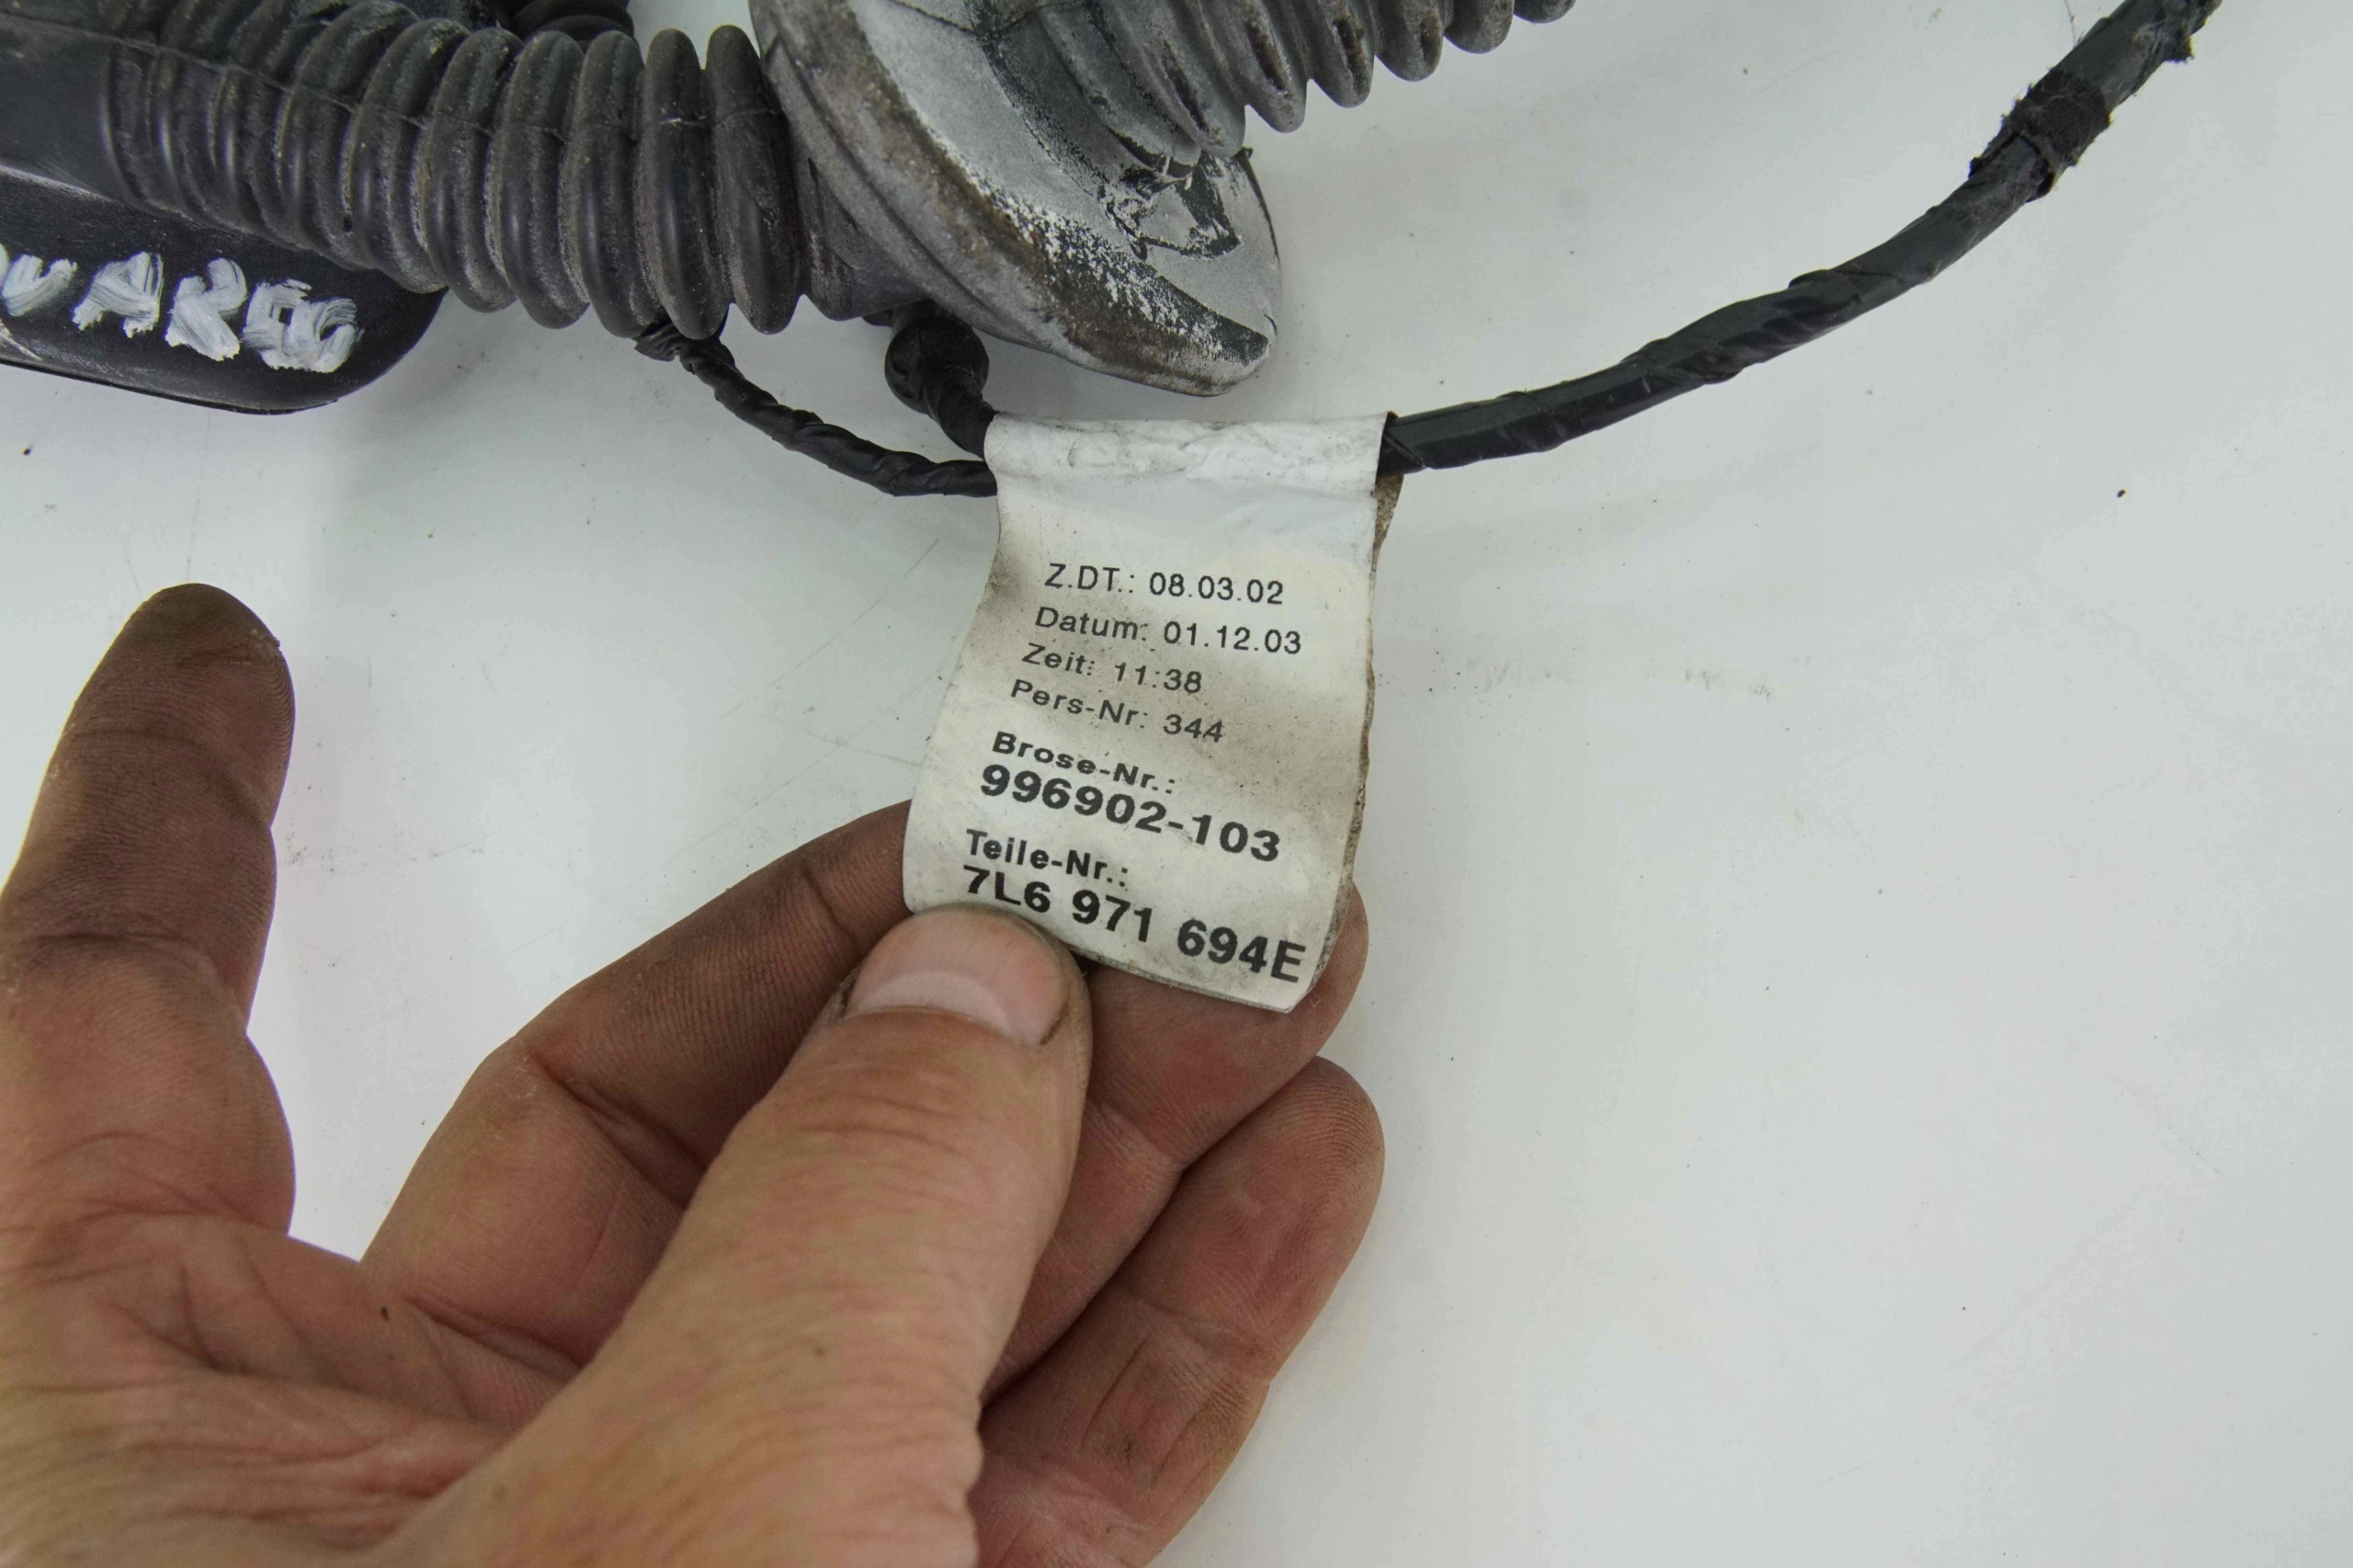 UAREG
Z.DT.: 08.03.02
Datum: 01.12.03
Zeit: 11:38
Pers-Nr: 344
Brose-Nr.:
996902-103
Teile-Nr.:
7L6 971 694E